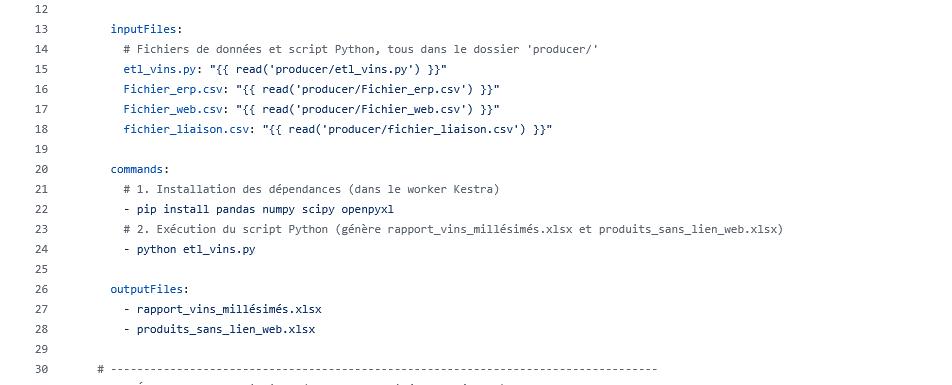 12
13 inputFiles:
14 # Fichiers de données et script Python, tous dans le dossier 'producer/'
15 etl_vins.py: "{{ read('producer/etl_vins.py') }}"
16 Fichier_erp.csv: "{{ read('producer/Fichier_erp.csv') }}"
17 Fichier_web.csv: "{{ read('producer/Fichier_web.csv') }}"
18 fichier_liaison.csv: "{{ read('producer/fichier_liaison.csv') }}"
19
20 commands:
21 # 1. Installation des dépendances (dans le worker Kestra)
22 - pip install pandas numpy scipy openpyxl
23 # 2. Exécution du script Python (génère rapport_vins_millésimés.xlsx et produits_sans_lien_web.xlsx)
24 - python etl_vins.py
25
26 outputFiles:
27 - rapport_vins_millésimés.xlsx
28 - produits_sans_lien_web.xlsx
29
30 # -----------------------------------------------------------------------------------